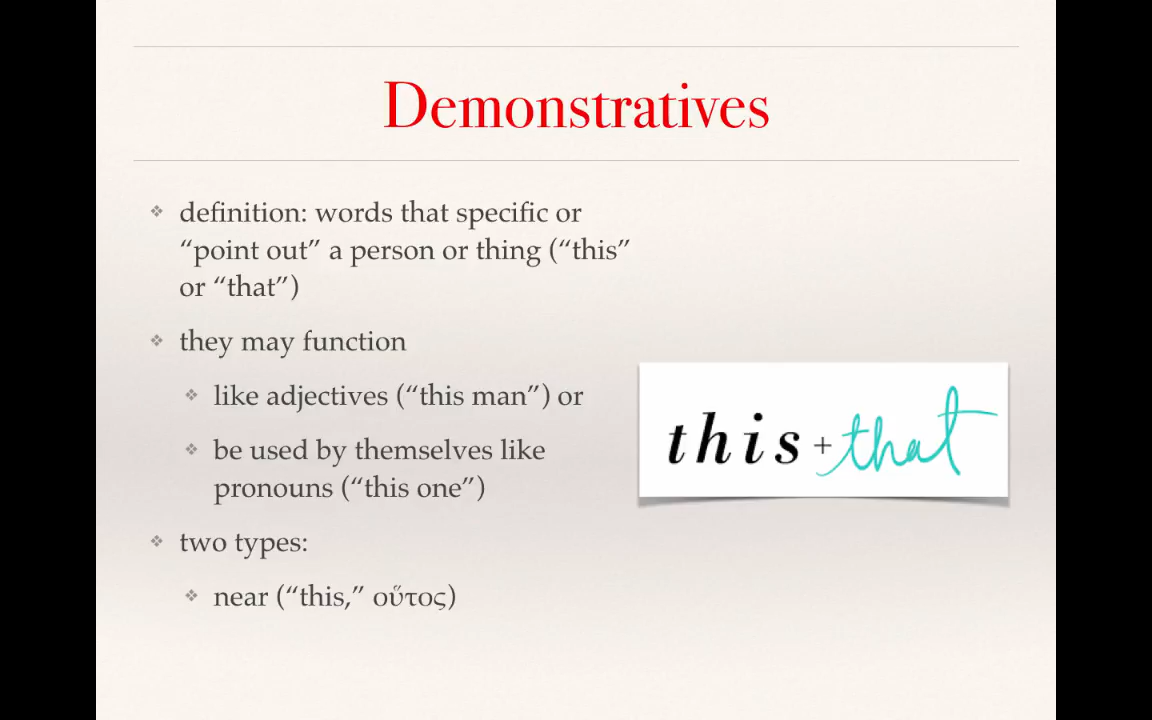 Demonstratives
❖ definition: words that specific or
“point out” a person or thing (“this”
or “that”)
❖ they may function
❖ like adjectives (“this man”) or
❖ be used by themselves like
pronouns (“this one”)
this + that
❖ two types:
❖ near (“this,” οὕτος)